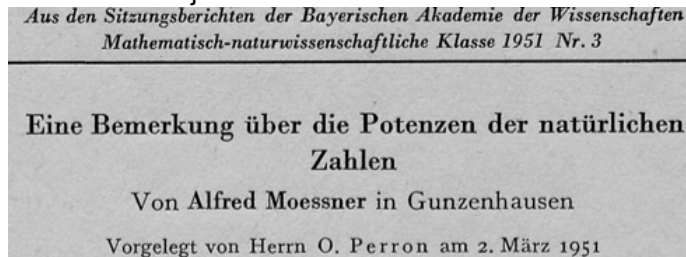 Aus den Sitzungsberichten der Bayerischen Akademie der Wissenschaften
Mathematisch-naturwissenschaftliche Klasse 1951 Nr. 3
Eine Bemerkung über die Potenzen der natürlichen
Zahlen
Von Alfred Moessner in Gunzenhausen
Vorgelegt von Herrn O. Perron am 2. März 1951